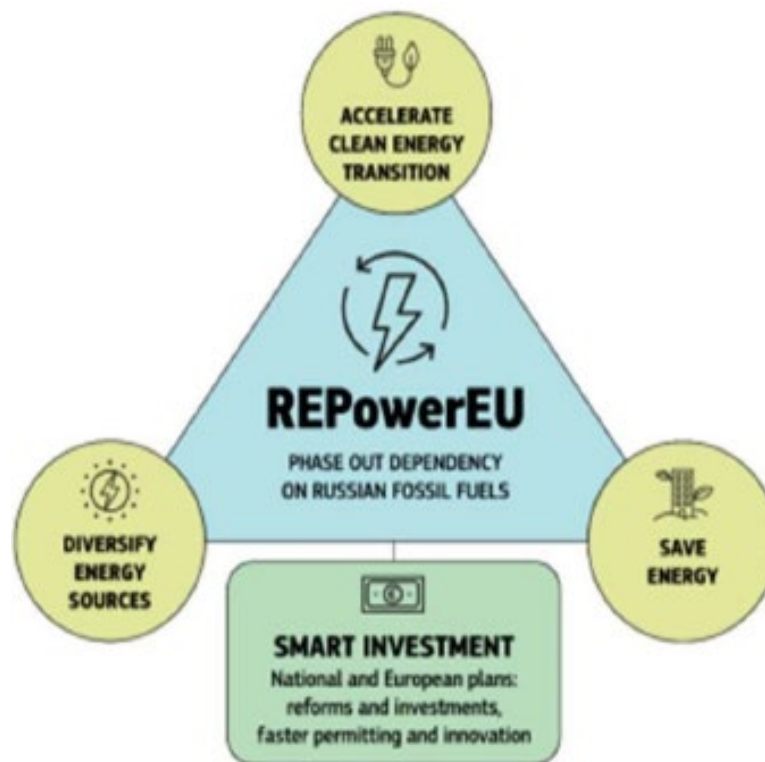 ACCELERATE
CLEAN ENERGY
TRANSITION
REPowerEU
PHASE OUT DEPENDENCY
ON RUSSIAN FOSSIL FUELS
DIVERSIFY
ENERGY
SOURCES
SAVE
ENERGY
€
SMART INVESTMENT
National and European plans:
reforms and investments,
faster permitting and innovation